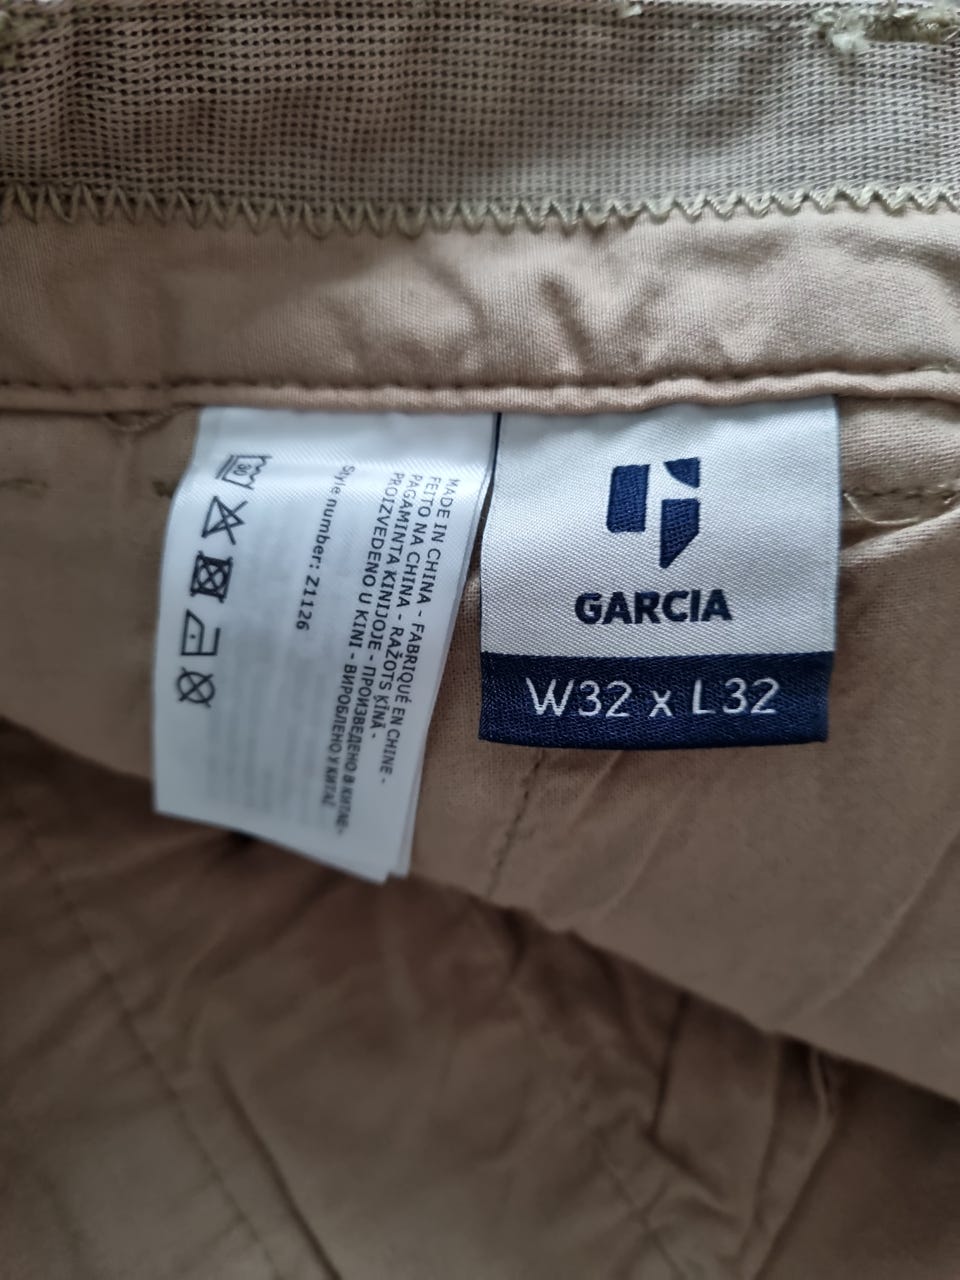 GARCIA
W32 x L32
MADE IN CHINA - FABRIQUÉ EN CHINE -
FEITO NA CHINA -
PAGAMINTA KINIJOJE - RAŽOTS ĶĪNĀ -
PROIZVEDENO U KINI - ПРОИЗВЕДЕНО В КИТАЕ-
ВИРОБЛЕНО У КИТАЇ
Style number: Z1126